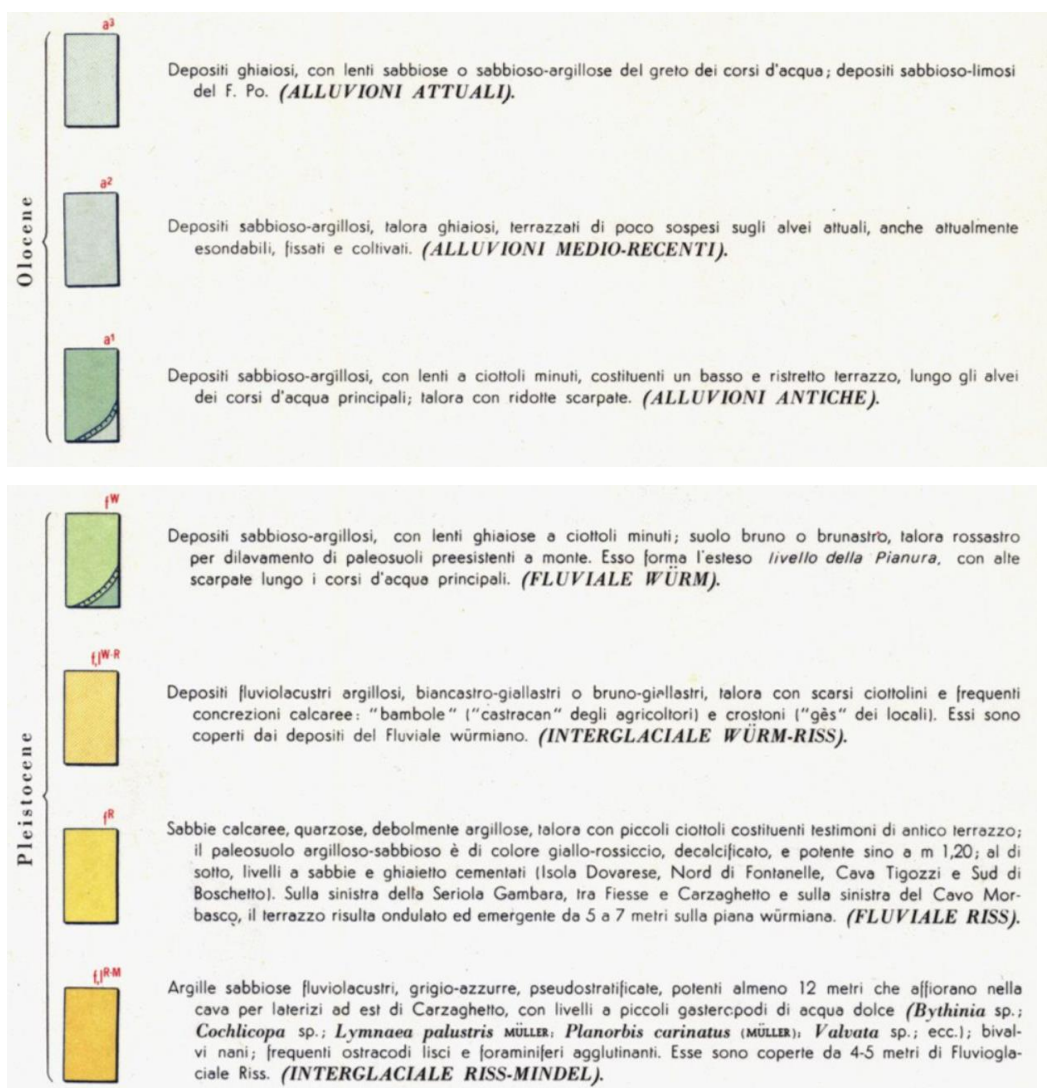 Olocene
a³
Depositi ghiaiosi, con lenti sabbiose o sabbioso-argillose del greto dei corsi d'acqua; depositi sabbioso-limosi
del F. Po. (ALLUVIONI ATTUALI).
a²
Depositi sabbioso-argillosi, talora ghiaiosi, terrazzati di poco sospesi sugli alvei attuali, anche attualmente
esondabili, fissati e coltivati. (ALLUVIONI MEDIO-RECENTI).
a¹
Depositi sabbioso-argillosi, con lenti a ciottoli minuti, costituenti un basso e ristretto terrazzo, lungo gli alvei
dei corsi d'acqua principali; talora con ridotte scarpate. (ALLUVIONI ANTICHE).
Pleistocene
fᵂ
Depositi sabbioso-argillosi, con lenti ghiaiose a ciottoli minuti; suolo bruno o brunastro, talora rossastro
per dilavamento di paleosuoli preesistenti a monte. Esso forma l'esteso livello della Pianura, con alte
scarpate lungo i corsi d'acqua principali. (FLUVIALE WÜRM).
f,lᵂ⁻ᴿ
Depositi fluviolacustri argillosi, biancastro-giallastri o bruno-giallastri, talora con scarsi ciottolini e frequenti
concrezioni calcaree: "bambole" ("castracan" degli agricoltori) e crostoni ("gès" dei locali). Essi sono
coperti dai depositi del Fluviale würmiano. (INTERGLACIALE WÜRM-RISS).
fᴿ
Sabbie calcaree, quarzose, debolmente argillose, talora con piccoli ciottoli costituenti testimoni di antico terrazzo;
il paleosuolo argilloso-sabbioso è di colore giallo-rossiccio, decalcificato, e potente sino a m 1,20; al di
sotto, livelli a sabbie e ghiaietto cementati (Isola Dovarese, Nord di Fontanelle, Cava Tigozzi e Sud di
Boschetto). Sulla sinistra della Seriola Gambara, tra Fiesse e Carzaghetto e sulla sinistra del Cavo Mor-
basco, il terrazzo risulta ondulato ed emergente da 5 a 7 metri sulla piana würmiana. (FLUVIALE RISS).
f,lᴿ⁻ᴹ
Argille sabbiose fluviolacustri, grigio-azzurre, pseudostratificate, potenti almeno 12 metri che affiorano nella
cava per laterizi ad est di Carzaghetto, con livelli a piccoli gasteropodi di acqua dolce (Bythinia sp.;
Cochlicopa sp.; Lymnaea palustris MÜLLER; Planorbis carinatus (MÜLLER); Valvata sp.; ecc.); bival-
vi nani; frequenti ostracodi lisci e foraminiferi agglutinanti. Esse sono coperte da 4-5 metri di Fluviogla-
ciale Riss. (INTERGLACIALE RISS-MINDEL).